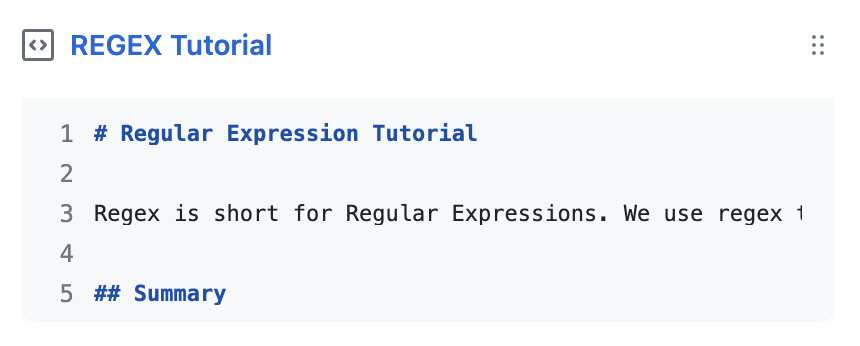 REGEX Tutorial
1 # Regular Expression Tutorial
2
3 Regex is short for Regular Expressions. We use regex
4
5 ## Summary